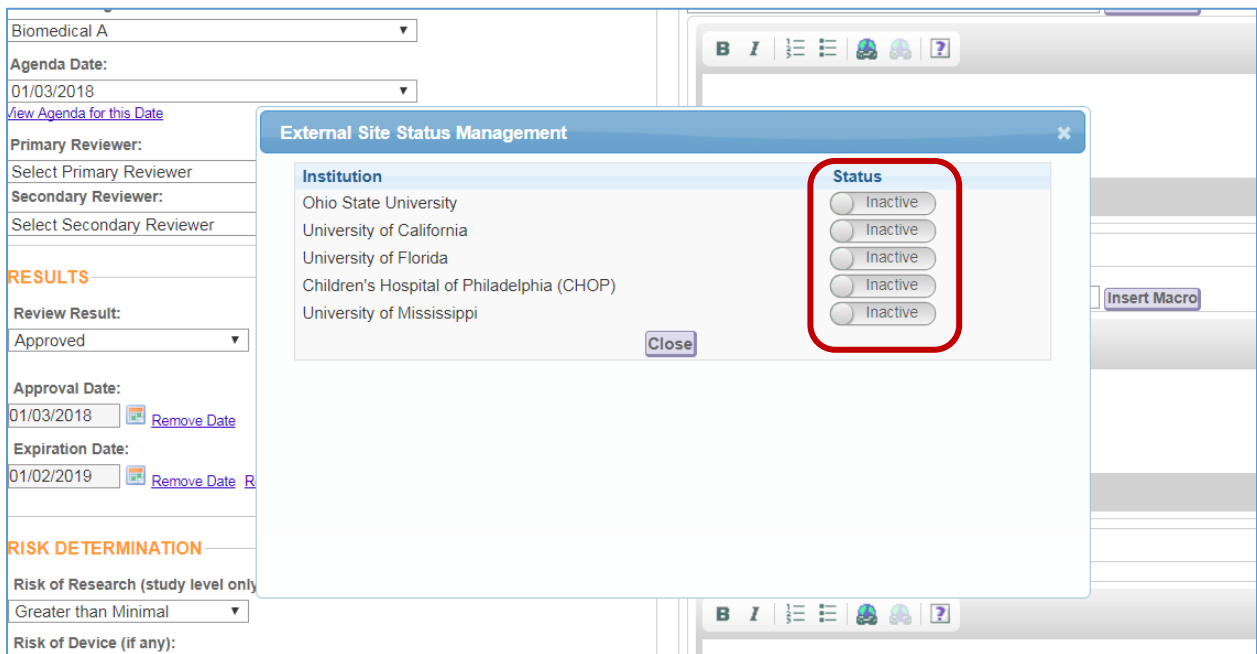 Biomedical A
Agenda Date:
01/03/2018
View Agenda for this Date
Primary Reviewer:
Select Primary Reviewer
Secondary Reviewer:
Select Secondary Reviewer
RESULTS
Review Result:
Approved
Approval Date:
01/03/2018 Remove Date
Expiration Date:
01/02/2019 Remove Date R
RISK DETERMINATION
Risk of Research (study level only
Greater than Minimal
Risk of Device (if any):
External Site Status Management
Institution Status
Ohio State University Inactive
University of California Inactive
University of Florida Inactive
Children's Hospital of Philadelphia (CHOP) Inactive
University of Mississippi Inactive
Close
B I ?
Insert Macro
B I ?